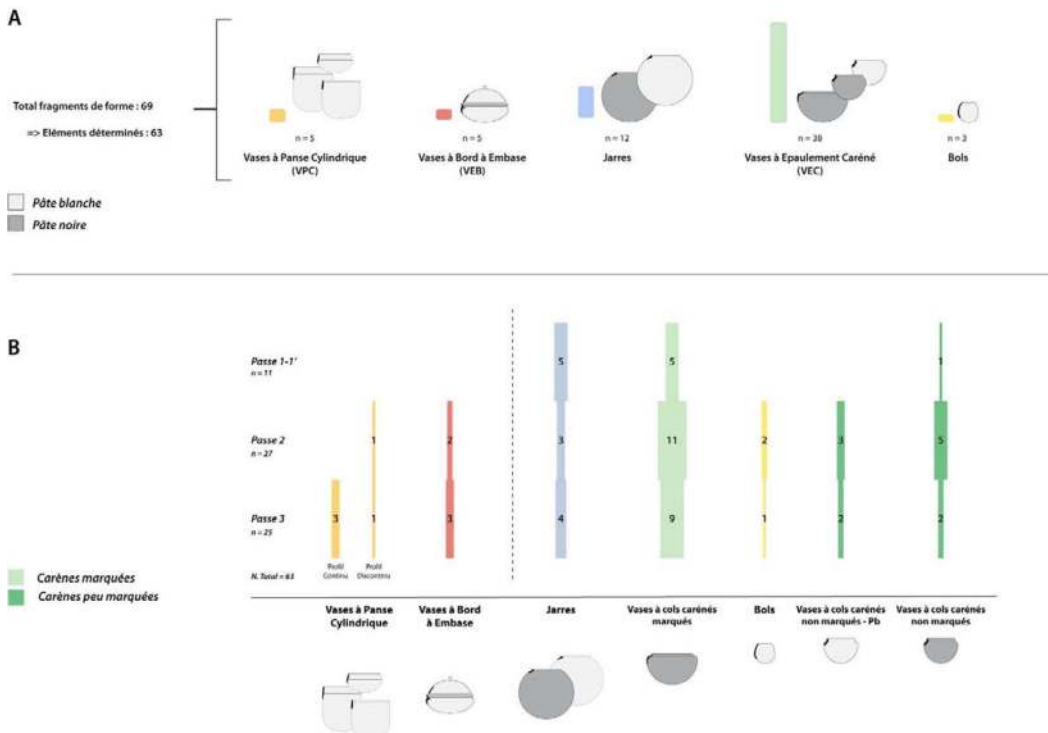 A
Total fragments de forme : 69
=> Eléments déterminés : 63
n = 5
Vases à Panse Cylindrique
(VPC)
n = 5
Vases à Bord à Embase
(VEB)
n = 12
Jarres
n = 38
Vases à Epaulement Caréné
(VEC)
n = 3
Bols
Pâte blanche
Pâte noire
B
Passe 1-1'
n = 11
5
5
1
Passe 2
n = 27
1
2
3
11
2
3
5
Passe 3
n = 25
3
1
3
4
9
1
2
2
N. Total = 63
Profil
Continu
Profil
Discontinu
Carènes marquées
Carènes peu marquées
Vases à Panse
Cylindrique
Vases à Bord
à Embase
Jarres
Vases à cols carénés
marqués
Bols
Vases à cols carénés
non marqués - Pb
Vases à cols carénés
non marqués